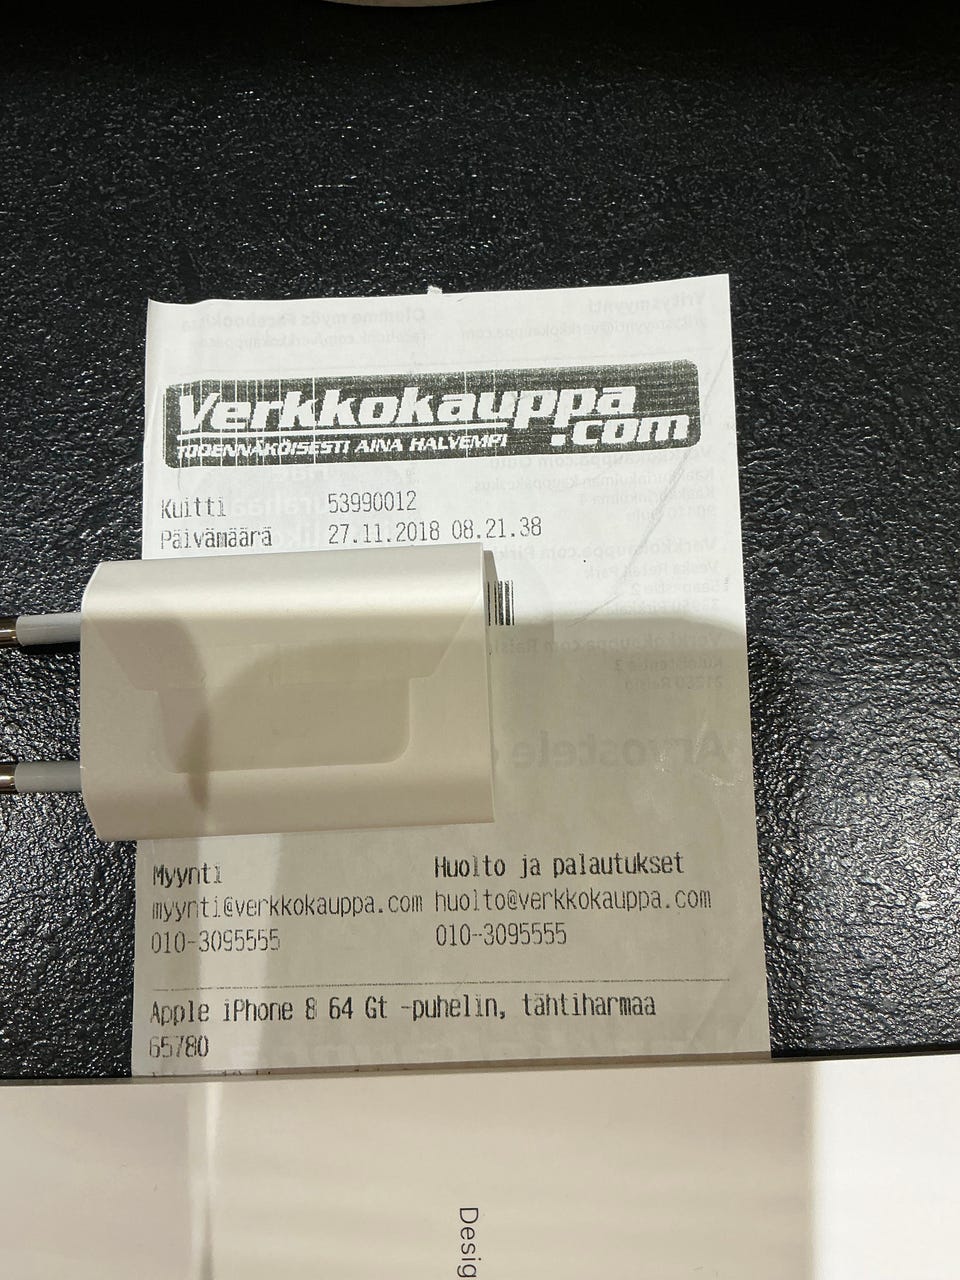 Verkkokauppa
.com
TODENNÄKÖISESTI AINA HALVEMPI
Kuitti 53990012
Päivämäärä 27.11.2018 08.21.38
Myynti Huolto ja palautukset
myynti@verkkokauppa.com huolto@verkkokauppa.com
010-3095555 010-3095555
Apple iPhone 8 64 Gt -puhelin, tähtiharmaa
65780
Desig